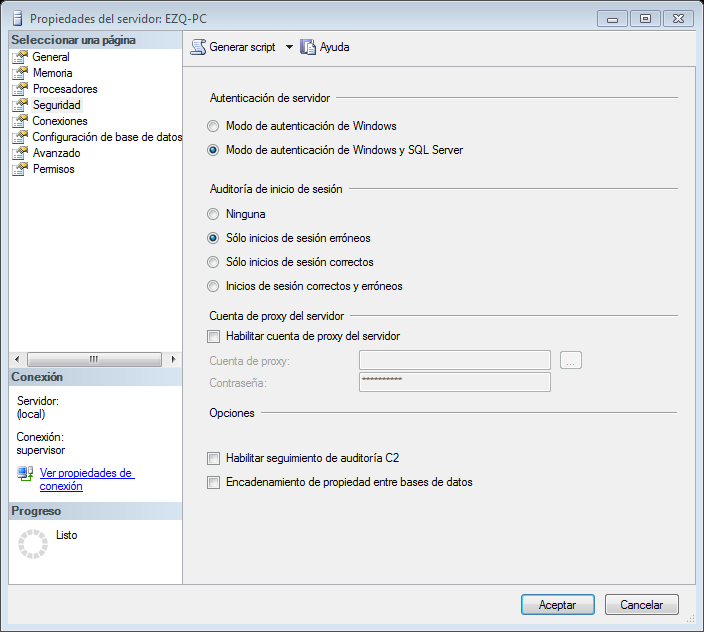 Propiedades del servidor: EZQ-PC
Seleccionar una página
General
Memoria
Procesadores
Seguridad
Conexiones
Configuración de base de datos
Avanzado
Permisos
Conexión
Servidor:
(local)
Conexión:
supervisor
Ver propiedades de
conexión
Progreso
Listo
Generar script
Ayuda
Autenticación de servidor
Modo de autenticación de Windows
Modo de autenticación de Windows y SQL Server
Auditoría de inicio de sesión
Ninguna
Sólo inicios de sesión erróneos
Sólo inicios de sesión correctos
Inicios de sesión correctos y erróneos
Cuenta de proxy del servidor
Habilitar cuenta de proxy del servidor
Cuenta de proxy:
...
Contraseña:
**********
Opciones
Habilitar seguimiento de auditoría C2
Encadenamiento de propiedad entre bases de datos
Aceptar
Cancelar